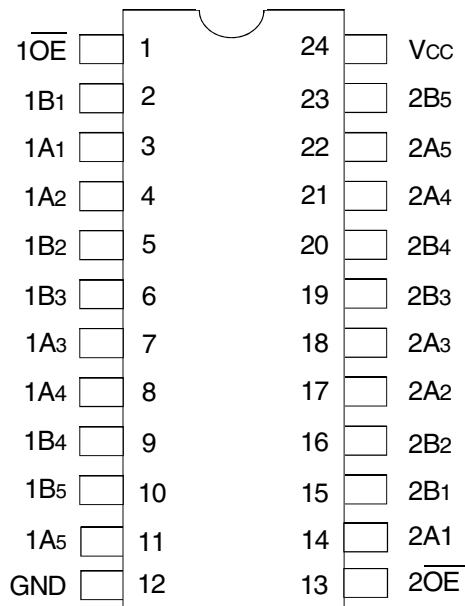 1OE 1 24 VCC
1B1 2 23 2B5
1A1 3 22 2A5
1A2 4 21 2A4
1B2 5 20 2B4
1B3 6 19 2B3
1A3 7 18 2A3
1A4 8 17 2A2
1B4 9 16 2B2
1B5 10 15 2B1
1A5 11 14 2A1
GND 12 13 2OE